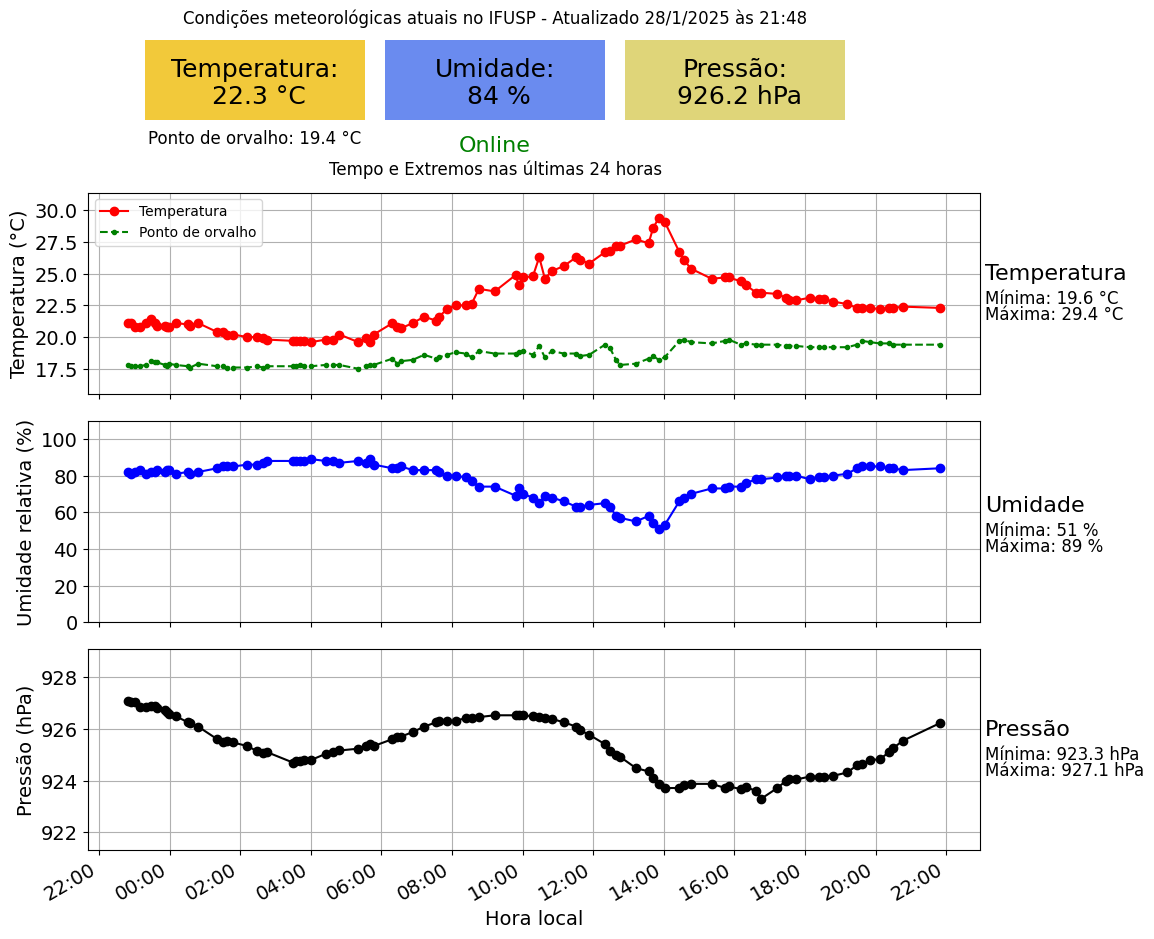 Condições meteorológicas atuais no IFUSP - Atualizado 28/1/2025 às 21:48
Temperatura:
22.3 °C
Umidade:
84 %
Pressão:
926.2 hPa
Ponto de orvalho: 19.4 °C
Online
Tempo e Extremos nas últimas 24 horas
Temperatura (°C)
30.0
27.5
25.0
22.5
20.0
17.5
Temperatura
Ponto de orvalho
Temperatura
Mínima: 19.6 °C
Máxima: 29.4 °C
Umidade relativa (%)
100
80
60
40
20
0
Umidade
Mínima: 51 %
Máxima: 89 %
Pressão (hPa)
928
926
924
922
Pressão
Mínima: 923.3 hPa
Máxima: 927.1 hPa
22:00 00:00 02:00 04:00 06:00 08:00 10:00 12:00 14:00 16:00 18:00 20:00 22:00
Hora local